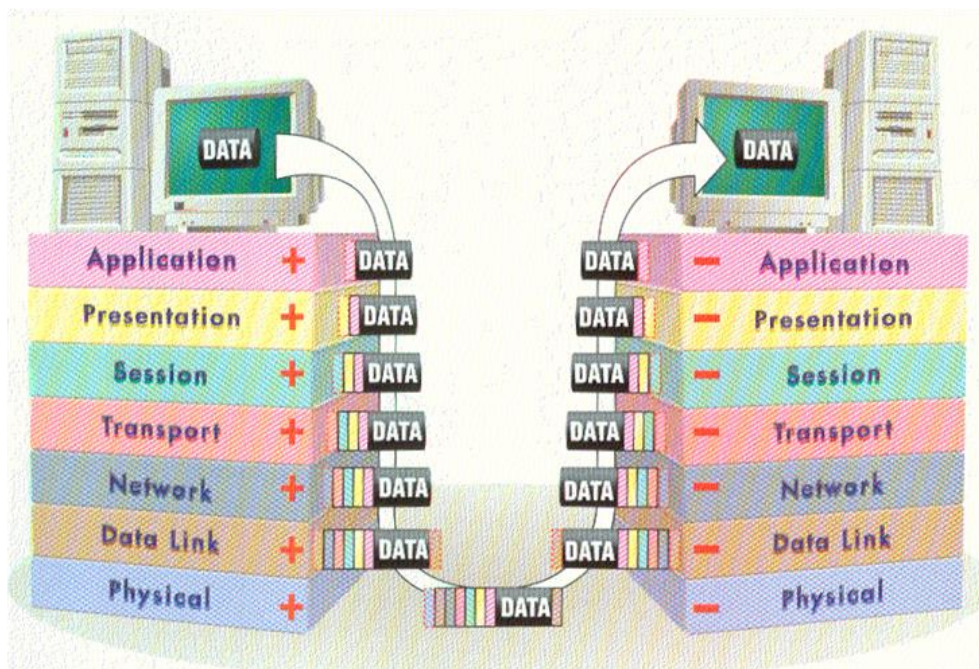 DATA
DATA
Application + DATA
DATA - Application
Presentation + DATA
DATA - Presentation
Session + DATA
DATA - Session
Transport + DATA
DATA - Transport
Network + DATA
DATA - Network
Data Link + DATA
DATA - Data Link
Physical +
DATA
- Physical